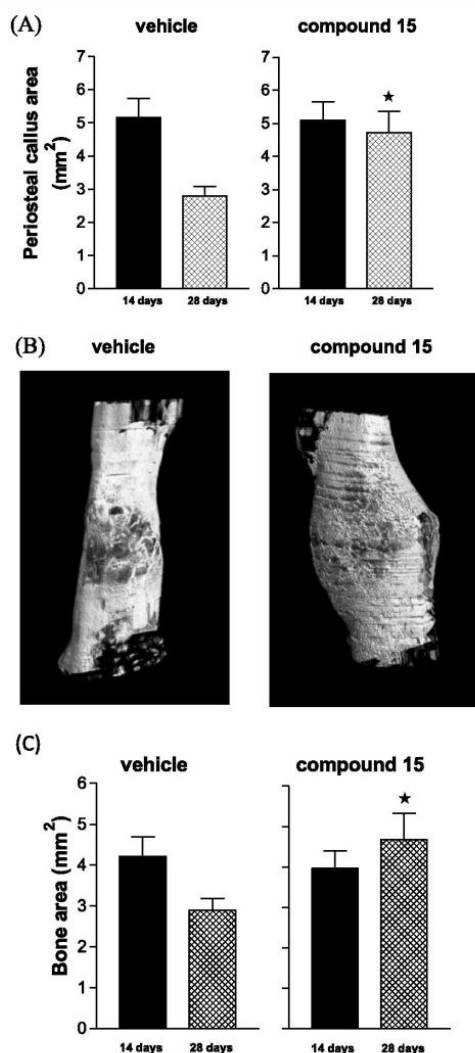 (A)
vehicle
compound 15
Periosteal callus area
(mm2)
7
6
5
4
3
2
1
0
14 days
28 days
7
6
5
4
3
2
1
0
★
14 days
28 days
(B)
vehicle
compound 15
(C)
vehicle
compound 15
Bone area (mm2)
6
5
4
3
2
1
0
14 days
28 days
★
14 days
28 days